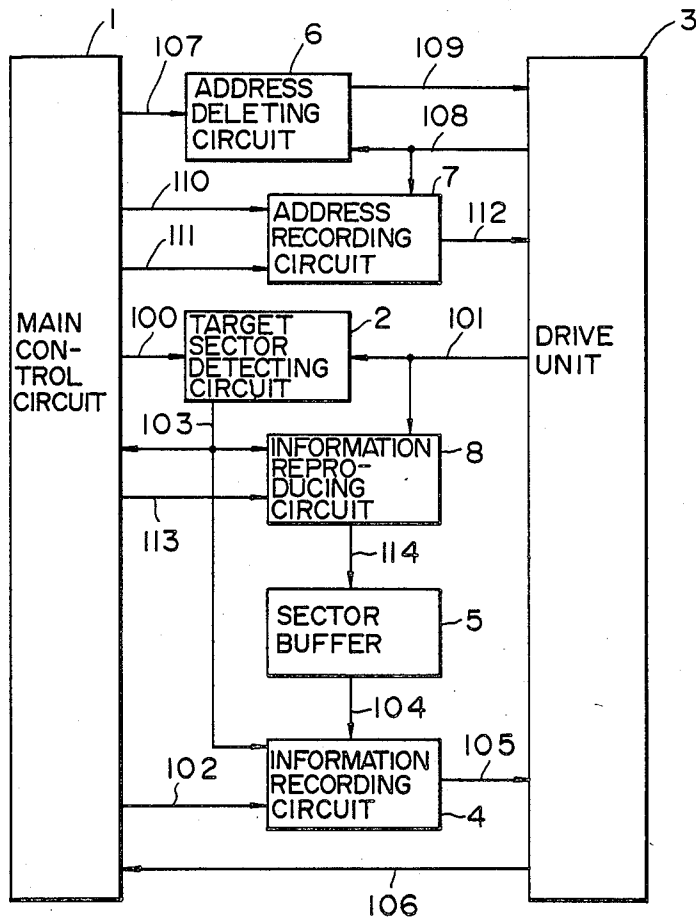 1
6
3
107
109
ADDRESS
DELETING
CIRCUIT
108
110
7
ADDRESS
RECORDING
CIRCUIT
112
111
MAIN
CON-
TROL
CIRCUIT
100
TARGET
SECTOR
DETECTING
CIRCUIT
2
101
DRIVE
UNIT
103
INFORMATION
REPRO-
DUCING
CIRCUIT
8
113
114
SECTOR
BUFFER
5
104
102
INFORMATION
RECORDING
CIRCUIT
105
4
106